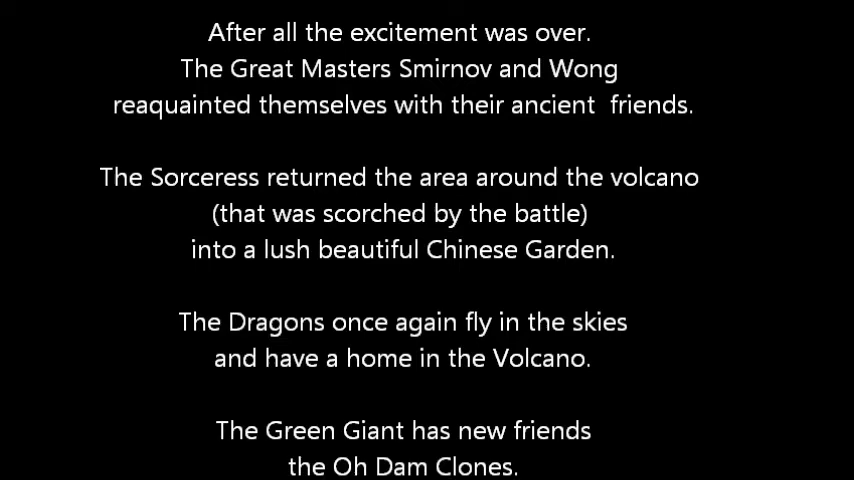 After all the excitement was over.
The Great Masters Smirnov and Wong
reaquainted themselves with their ancient  friends.
The Sorceress returned the area around the volcano
(that was scorched by the battle)
into a lush beautiful Chinese Garden.
The Dragons once again fly in the skies
and have a home in the Volcano.
The Green Giant has new friends
the Oh Dam Clones.